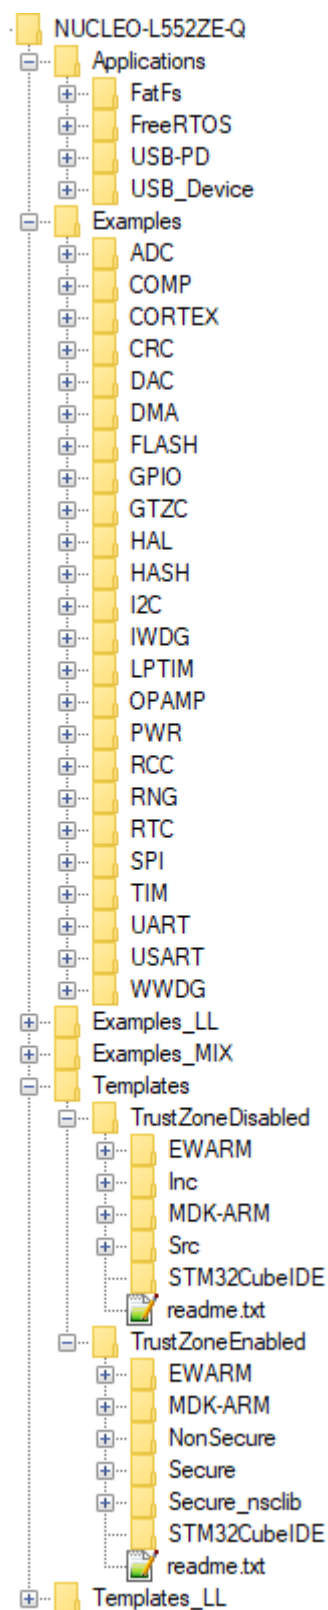 NUCLEO-L552ZE-Q
Applications
FatFs
FreeRTOS
USB-PD
USB_Device
Examples
ADC
COMP
CORTEX
CRC
DAC
DMA
FLASH
GPIO
GTZC
HAL
HASH
I2C
IWDG
LPTIM
OPAMP
PWR
RCC
RNG
RTC
SPI
TIM
UART
USART
WWDG
Examples_LL
Examples_MIX
Templates
TrustZoneDisabled
EWARM
Inc
MDK-ARM
Src
STM32CubeIDE
readme.txt
TrustZoneEnabled
EWARM
MDK-ARM
NonSecure
Secure
Secure_nsclib
STM32CubeIDE
readme.txt
Templates_LL